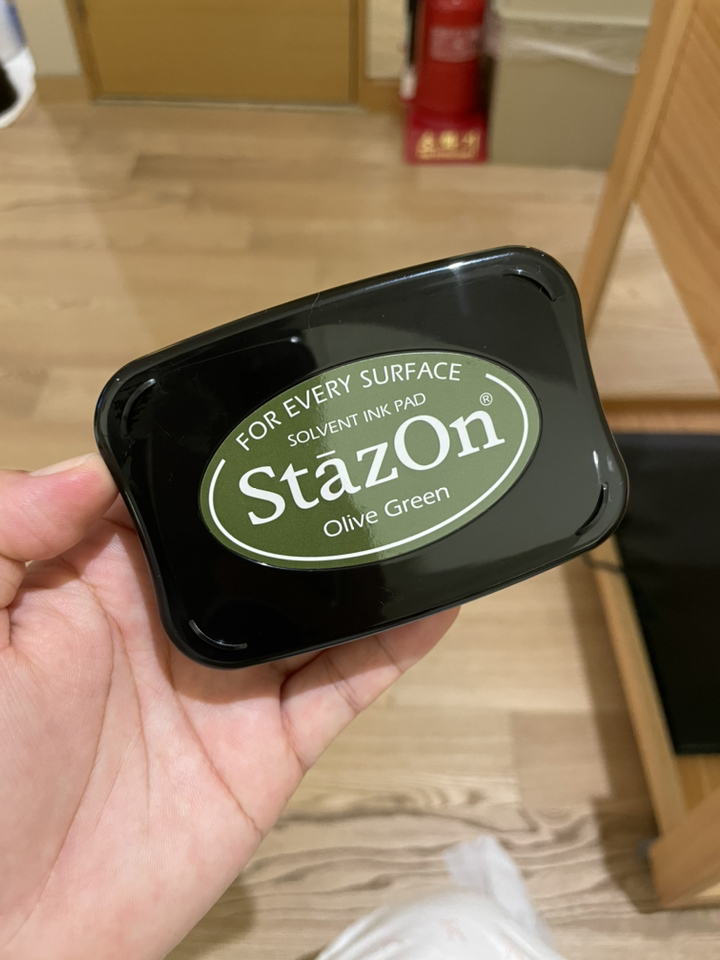 FOR EVERY SURFACE
SOLVENT INK PAD
StāzOn®
Olive Green